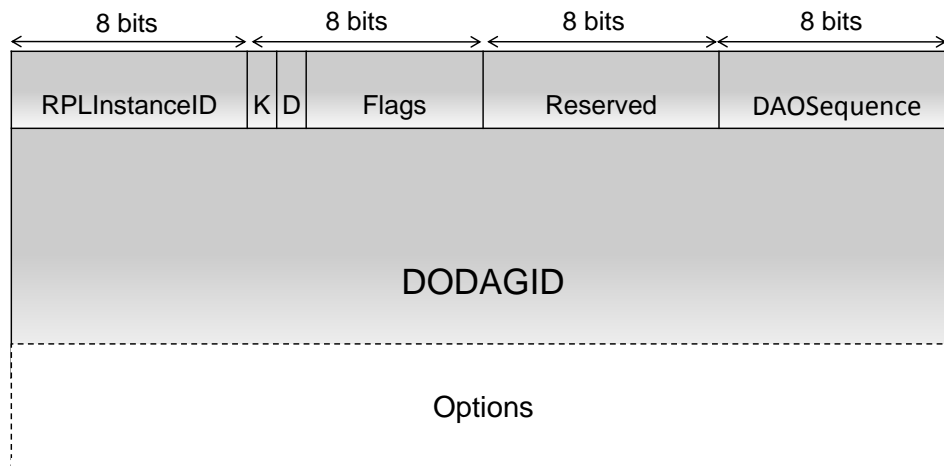 8 bits 8 bits 8 bits 8 bits
RPLInstanceID K D Flags Reserved DAOSequence
DODAGID
Options